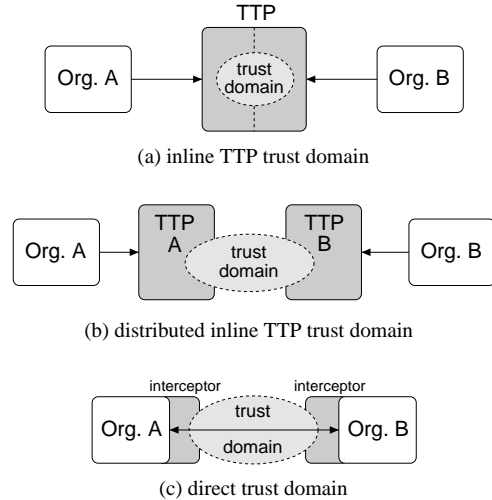 TTP
Org. A
trust
domain
Org. B
(a) inline TTP trust domain
TTP
A
TTP
B
Org. A
trust
domain
Org. B
(b) distributed inline TTP trust domain
interceptor
interceptor
Org. A
trust
domain
Org. B
(c) direct trust domain